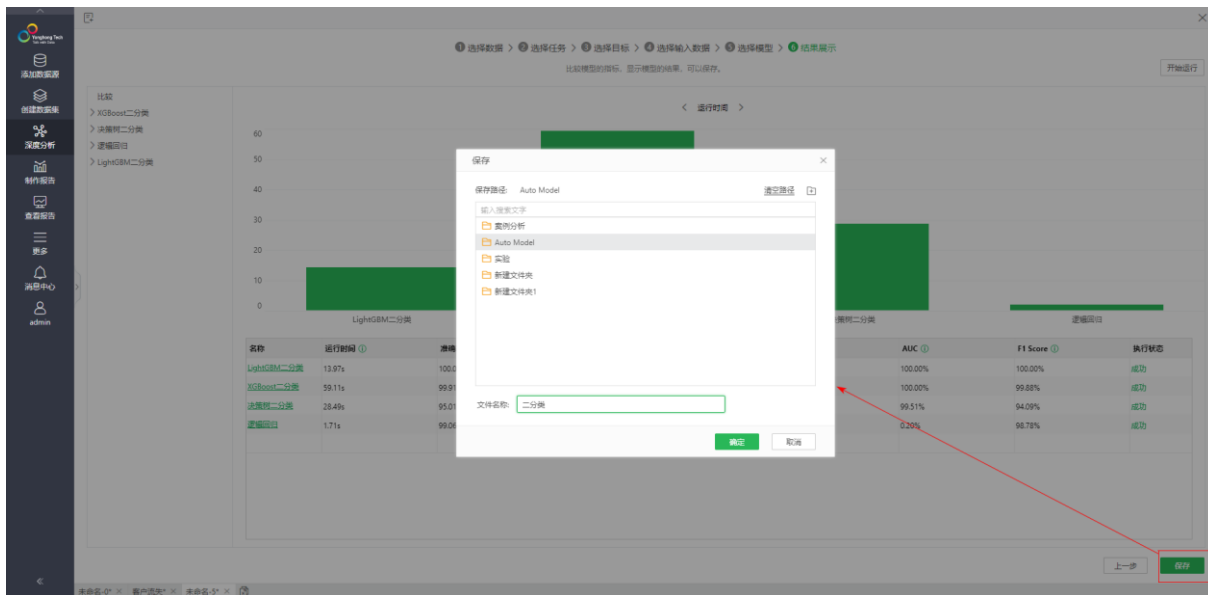 Yonghong Tech
添加数据源
创建数据集
深度分析
制作报告
查看报告
更多
消息中心
admin
❶ 选择数据 > ❷ 选择任务 > ❸ 选择目标 > ❹ 选择输入数据 > ❺ 选择模型 > ❻ 结果展示
比较模型的指标、显示模型的结果、可以保存。
开始运行
比较
XGBoost二分类
决策树二分类
逻辑回归
LightGBM二分类
< 运行时间 >
60
50
40
30
20
10
0
LightGBM二分类
策树二分类
逻辑回归
保存
保存路径: Auto Model
清空路径
输入搜索文字
案例分析
Auto Model
实验
新建文件夹
新建文件夹1
文件名称: 二分类
确定 取消
名称 运行时间 准确 AUC F1 Score 执行状态
LightGBM二分类 13.97s 100.0 100.00% 100.00% 成功
XGBoost二分类 59.11s 99.91 100.00% 99.88% 成功
决策树二分类 28.49s 95.01 99.51% 94.09% 成功
逻辑回归 1.71s 99.06 0.20% 98.78% 成功
上一步 保存
未命名-0* × 客户流失* × 未命名-5* ×